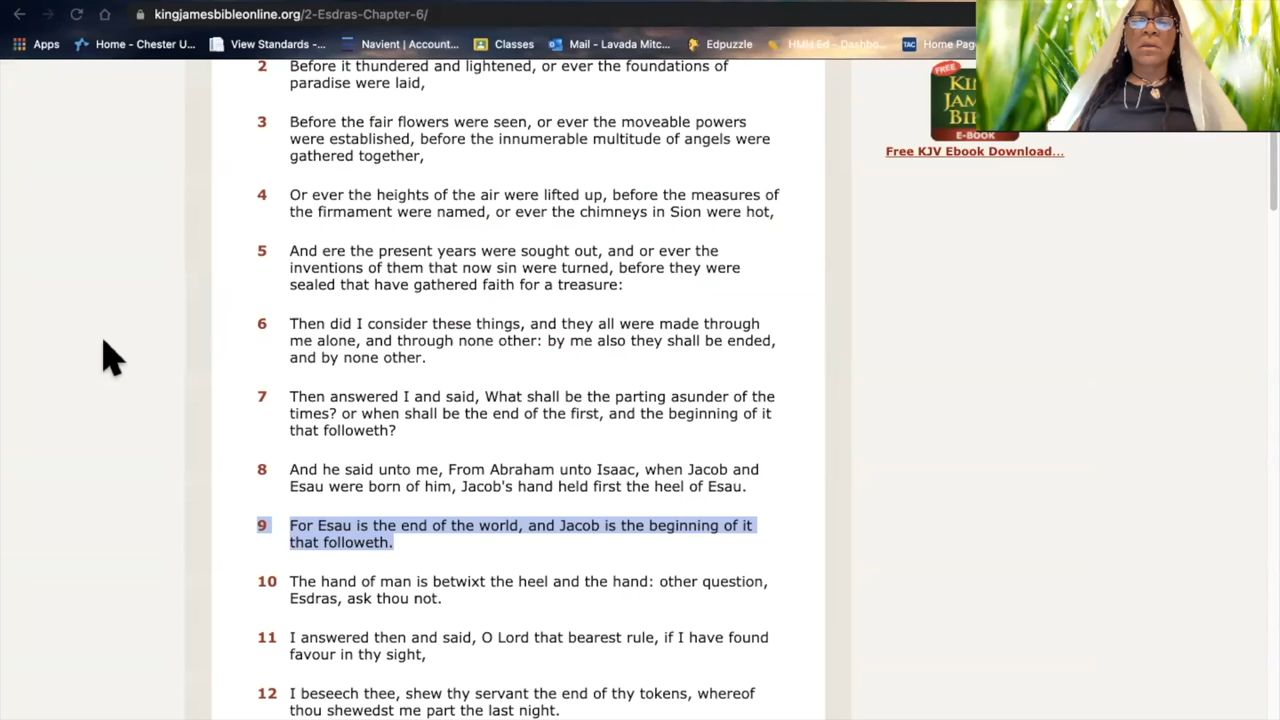 kingjamesbibleonline.org/2-Esdras-Chapter-6/
Apps Home - Chester U... View Standards -... Navient | Account... Classes Mail - Lavada Mitc... Edpuzzle HMH Ed - Dashbo... TAC Home Pag
2 Before it thundered and lightened, or ever the foundations of
paradise were laid,
3 Before the fair flowers were seen, or ever the moveable powers
were established, before the innumerable multitude of angels were
gathered together,
4 Or ever the heights of the air were lifted up, before the measures of
the firmament were named, or ever the chimneys in Sion were hot,
5 And ere the present years were sought out, and or ever the
inventions of them that now sin were turned, before they were
sealed that have gathered faith for a treasure:
6 Then did I consider these things, and they all were made through
me alone, and through none other: by me also they shall be ended,
and by none other.
7 Then answered I and said, What shall be the parting asunder of the
times? or when shall be the end of the first, and the beginning of it
that followeth?
8 And he said unto me, From Abraham unto Isaac, when Jacob and
Esau were born of him, Jacob's hand held first the heel of Esau.
9 For Esau is the end of the world, and Jacob is the beginning of it
that followeth.
10 The hand of man is betwixt the heel and the hand: other question,
Esdras, ask thou not.
11 I answered then and said, O Lord that bearest rule, if I have found
favour in thy sight,
12 I beseech thee, shew thy servant the end of thy tokens, whereof
thou shewedst me part the last night.
FREE
KI
JAM
BIB
E-BOOK
Free KJV Ebook Download...